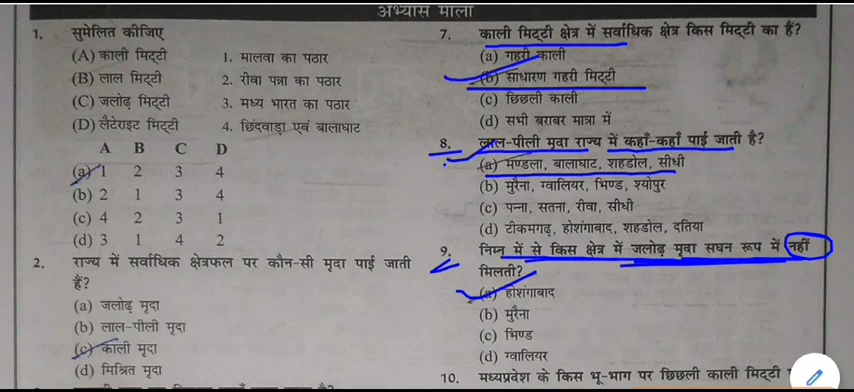 अभ्यास माला
1. सुमेलित कीजिए
(A) काली मिट्टी 1. मालवा का पठार
(B) लाल मिट्टी 2. रीवा पन्ना का पठार
(C) जलोढ़ मिट्टी 3. मध्य भारत का पठार
(D) लैटेराइट मिट्टी 4. छिंदवाड़ा एवं बालाघाट
A B C D
(a) 1 2 3 4
(b) 2 1 3 4
(c) 4 2 3 1
(d) 3 1 4 2
2. राज्य में सर्वाधिक क्षेत्रफल पर कौन-सी मृदा पाई जाती
हैं?
(a) जलोढ़ मृदा
(b) लाल-पीली मृदा
(c) काली मृदा
(d) मिश्रित मृदा
7. काली मिट्टी क्षेत्र में सर्वाधिक क्षेत्र किस मिट्टी का हैं?
(a) गहरी काली
(b) साधारण गहरी मिट्टी
(c) छिछली काली
(d) सभी बराबर मात्रा में
8. लाल-पीली मृदा राज्य में कहाँ-कहाँ पाई जाती है?
(a) मण्डला, बालाघाट, शहडोल, सीधी
(b) मुरैना, ग्वालियर, भिण्ड, श्योपुर
(c) पन्ना, सतना, रीवा, सीधी
(d) टीकमगढ़, होशंगाबाद, शहडोल, दतिया
9. निम्न में से किस क्षेत्र में जलोढ़ मृदा सघन रूप में नहीं
मिलती?
(a) होशंगाबाद
(b) मुरैना
(c) भिण्ड
(d) ग्वालियर
10. मध्यप्रदेश के किस भू-भाग पर छिछली काली मिट्टी